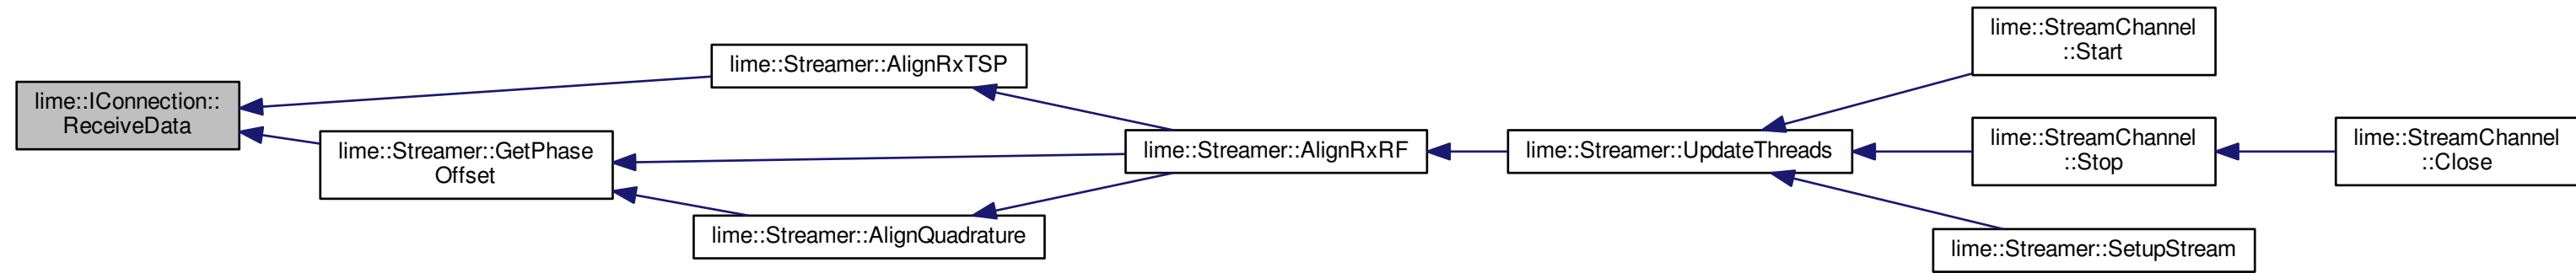 lime::IConnection::
ReceiveData
lime::Streamer::AlignRxTSP
lime::Streamer::GetPhase
Offset
lime::Streamer::AlignQuadrature
lime::Streamer::AlignRxRF
lime::Streamer::UpdateThreads
lime::StreamChannel
::Start
lime::StreamChannel
::Stop
lime::Streamer::SetupStream
lime::StreamChannel
::Close